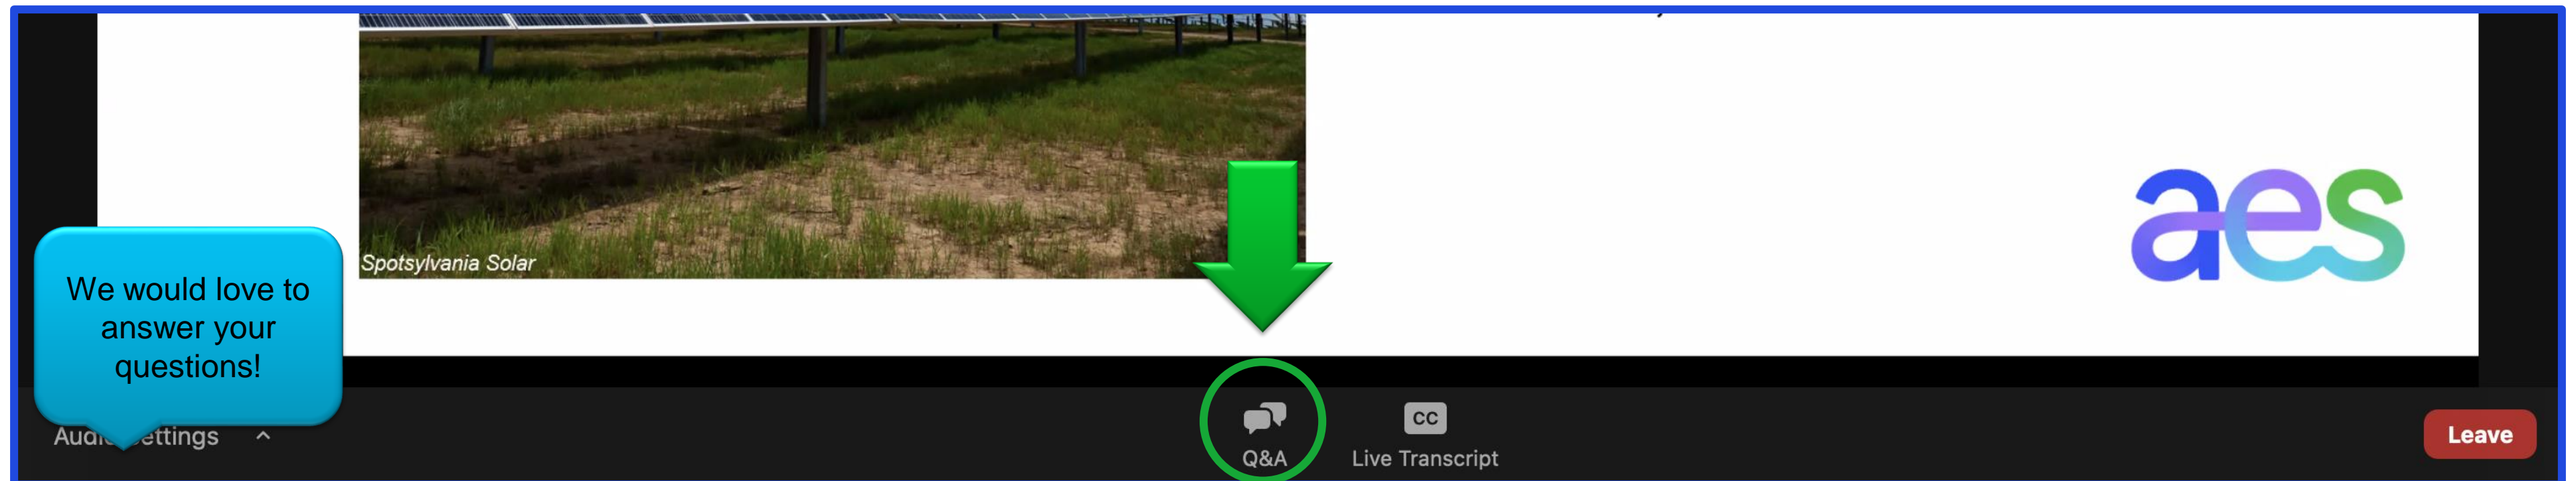 Spotsylvania Solar
aes
We would love to
answer your
questions!
Audio Settings
Q&A
CC
Live Transcript
Leave